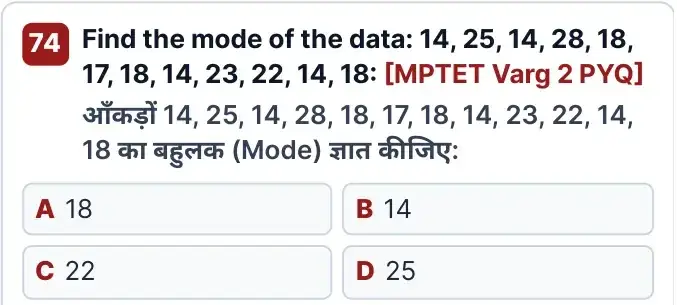 74 Find the mode of the data: 14, 25, 14, 28, 18,
17, 18, 14, 23, 22, 14, 18: [MPTET Varg 2 PYQ]
आँकड़ों 14, 25, 14, 28, 18, 17, 18, 14, 23, 22, 14,
18 का बहुलक (Mode) ज्ञात कीजिए:
A 18
B 14
C 22
D 25